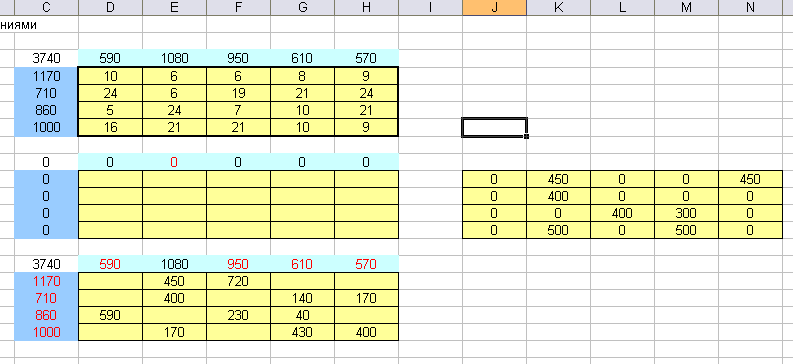 C D E F G H I J K L M N
ниями
3740 590 1080 950 610 570
1170 10 6 6 8 9
710 24 6 19 21 24
860 5 24 7 10 21
1000 16 21 21 10 9
0 0 0 0 0 0
0 0 450 0 0 450
0 0 400 0 0 0
0 0 0 400 300 0
0 0 500 0 500 0
3740 590 1080 950 610 570
1170 450 720
710 400 140 170
860 590 230 40
1000 170 430 400